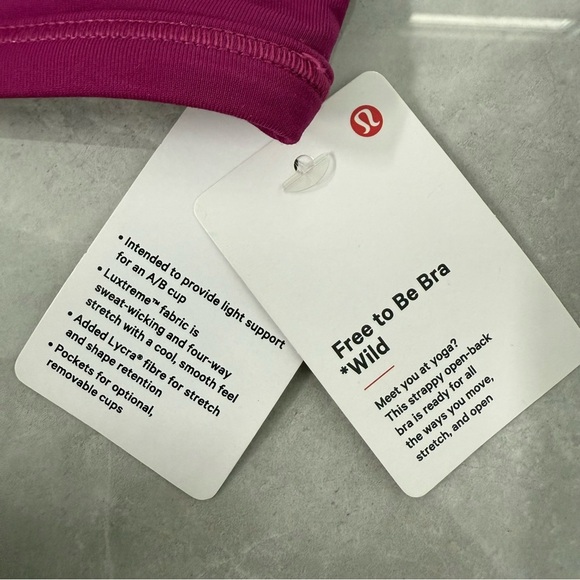 • Intended to provide light support
for an A/B cup
• Luxtreme™ fabric is
sweat-wicking and four-way
stretch with a cool, smooth feel
• Added Lycra® fibre for stretch
and shape retention
• Pockets for optional,
removable cups
Free to Be Bra
*Wild
Meet you at yoga?
This strappy open-back
bra is ready for all
the ways you move,
stretch, and open